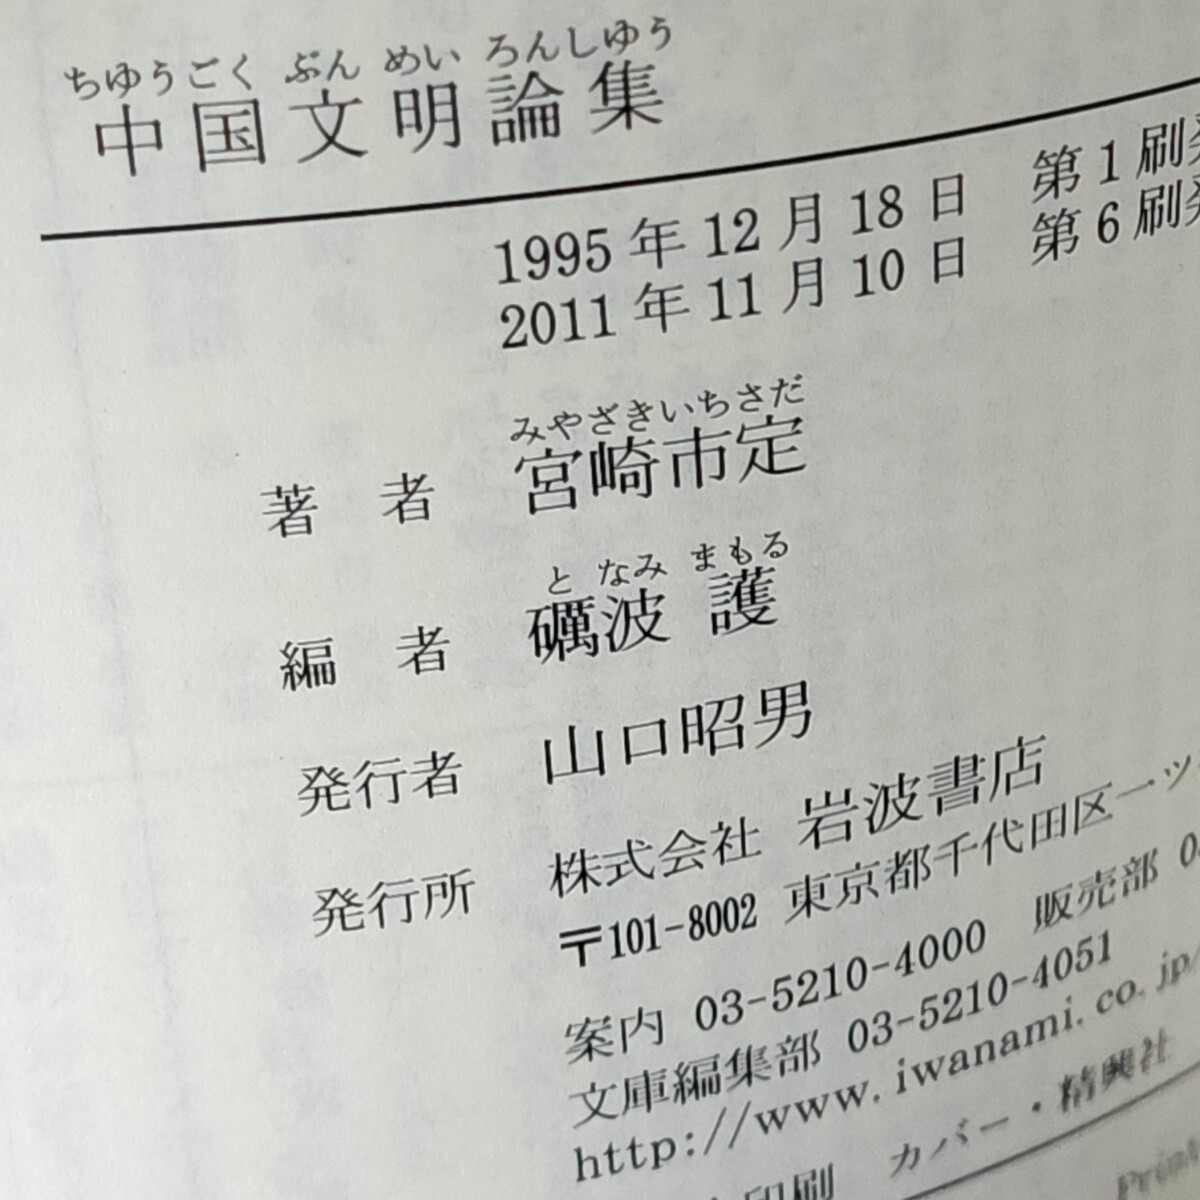 ちゆうごく ぶん めい ろんしゆう
中国文明論集
1995年12月18日 第1刷発
2011年11月10日 第6刷発
みやざきいちさだ
著者 宮崎市定
と なみ まもる
編者 礪波 護
発行者 山口昭男
発行所 株式会社 岩波書店
〒101-8002 東京都千代田区一ツ
案内 03-5210-4000 販売部 03
文庫編集部 03-5210-4051
http://www.iwanami.co.jp/
印刷 カバー・精興社
Print